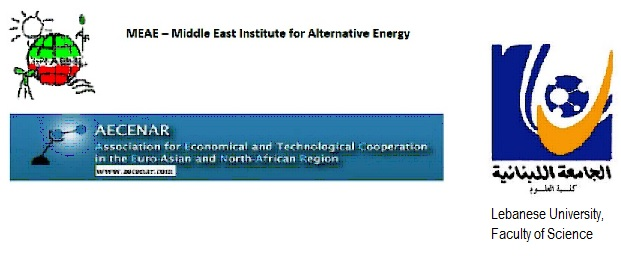 MEAE – Middle East Institute for Alternative Energy
AECENAR
Association for Economical and Technological Cooperation
in the Euro-Asian and North-African Region
www.aecenar.com
الجامعة اللبنانية
كلية العلوم
Lebanese University,
Faculty of Science